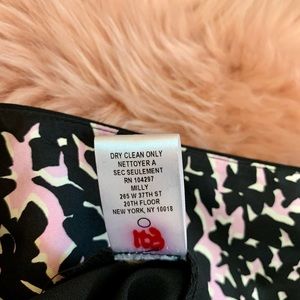 DRY CLEAN ONLY
NETTOYER A
SEC SEULEMENT
RN 104297
MILLY
265 W 37TH ST
20TH FLOOR
NEW YORK, NY 10018